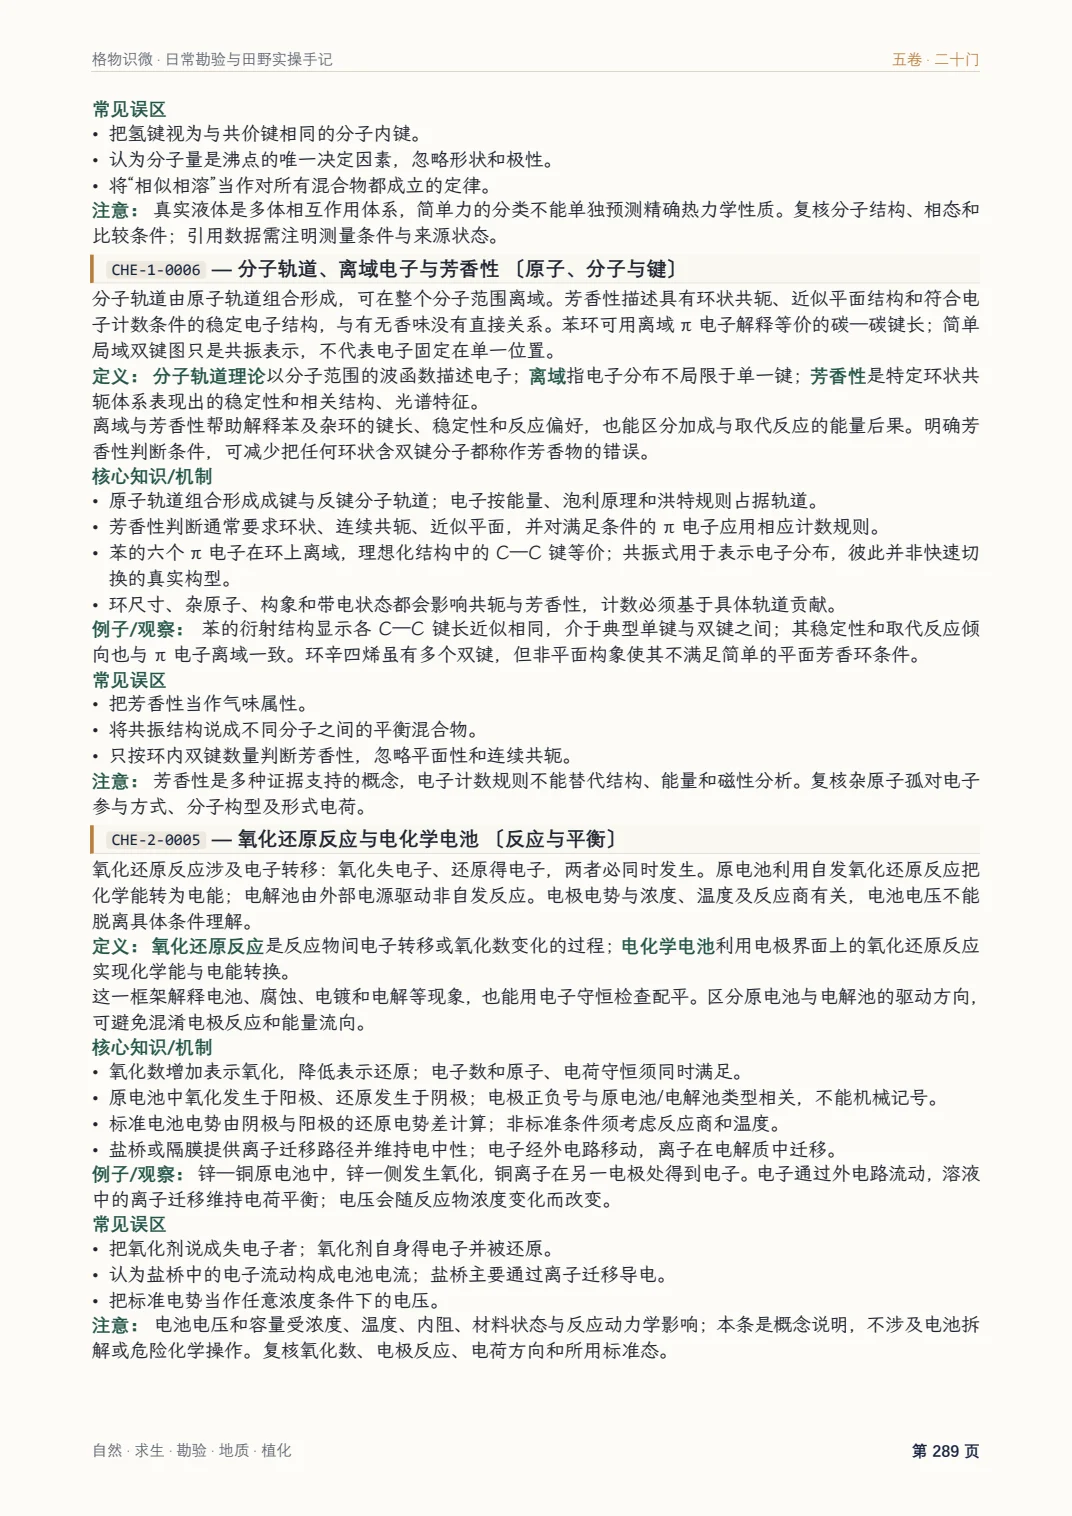 格物识微 · 日常勘验与田野实操手记
五卷 · 二十门
常见误区
• 把氢键视为与共价键相同的分子内键。
• 认为分子量是沸点的唯一决定因素，忽略形状和极性。
• 将“相似相溶”当作对所有混合物都成立的定律。
注意： 真实液体是多体相互作用体系，简单力的分类不能单独预测精确热力学性质。复核分子结构、相态和
比较条件；引用数据需注明测量条件与来源状态。
CHE-1-0006 — 分子轨道、离域电子与芳香性 〔原子、分子与键〕
分子轨道由原子轨道组合形成，可在整个分子范围离域。芳香性描述具有环状共轭、近似平面结构和符合电
子计数条件的稳定电子结构，与有无香味没有直接关系。苯环可用离域 π 电子解释等价的碳—碳键长；简单
局域双键图只是共振表示，不代表电子固定在单一位置。
定义： 分子轨道理论以分子范围的波函数描述电子；离域指电子分布不局限于单一键；芳香性是特定环状共
轭体系表现出的稳定性和相关结构、光谱特征。
离域与芳香性帮助解释苯及杂环的键长、稳定性和反应偏好，也能区分加成与取代反应的能量后果。明确芳
香性判断条件，可减少把任何环状含双键分子都称作芳香物的错误。
核心知识/机制
• 原子轨道组合形成成键与反键分子轨道；电子按能量、泡利原理和洪特规则占据轨道。
• 芳香性判断通常要求环状、连续共轭、近似平面，并对满足条件的 π 电子应用相应计数规则。
• 苯的六个 π 电子在环上离域，理想化结构中的 C—C 键等价；共振式用于表示电子分布，彼此并非快速切
换的真实构型。
• 环尺寸、杂原子、构象和带电状态都会影响共轭与芳香性，计数必须基于具体轨道贡献。
例子/观察： 苯的衍射结构显示各 C—C 键长近似相同，介于典型单键与双键之间；其稳定性和取代反应倾
向也与 π 电子离域一致。环辛四烯虽有多个双键，但非平面构象使其不满足简单的平面芳香环条件。
常见误区
• 把芳香性当作气味属性。
• 将共振结构说成不同分子之间的平衡混合物。
• 只按环内双键数量判断芳香性，忽略平面性和连续共轭。
注意： 芳香性是多种证据支持的概念，电子计数规则不能替代结构、能量和磁性分析。复核杂原子孤对电子
参与方式、分子构型及形式电荷。
CHE-2-0005 — 氧化还原反应与电化学电池 〔反应与平衡〕
氧化还原反应涉及电子转移：氧化失电子、还原得电子，两者必同时发生。原电池利用自发氧化还原反应把
化学能转为电能；电解池由外部电源驱动非自发反应。电极电势与浓度、温度及反应商有关，电池电压不能
脱离具体条件理解。
定义：氧化还原反应是反应物间电子转移或氧化数变化的过程；电化学电池利用电极界面上的氧化还原反应
实现化学能与电能转换。
这一框架解释电池、腐蚀、电镀和电解等现象，也能用电子守恒检查配平。区分原电池与电解池的驱动方向，
可避免混淆电极反应和能量流向。
核心知识/机制
• 氧化数增加表示氧化，降低表示还原；电子数和原子、电荷守恒须同时满足。
• 原电池中氧化发生于阳极、还原发生于阴极；电极正负号与原电池/电解池类型相关，不能机械记号。
• 标准电池电势由阴极与阳极的还原电势差计算；非标准条件须考虑反应商和温度。
• 盐桥或隔膜提供离子迁移路径并维持电中性；电子经外电路移动，离子在电解质中迁移。
例子/观察： 锌—铜原电池中，锌一侧发生氧化，铜离子在另一电极处得到电子。电子通过外电路流动，溶液
中的离子迁移维持电荷平衡；电压会随反应物浓度变化而改变。
常见误区
• 把氧化剂说成失电子者；氧化剂自身得电子并被还原。
• 认为盐桥中的电子流动构成电池电流；盐桥主要通过离子迁移导电。
• 把标准电势当作任意浓度条件下的电压。
注意： 电池电压和容量受浓度、温度、内阻、材料状态与反应动力学影响；本条是概念说明，不涉及电池拆
解或危险化学操作。复核氧化数、电极反应、电荷方向和所用标准态。
自然 · 求生 · 勘验 · 地质 · 植化
第 289 页